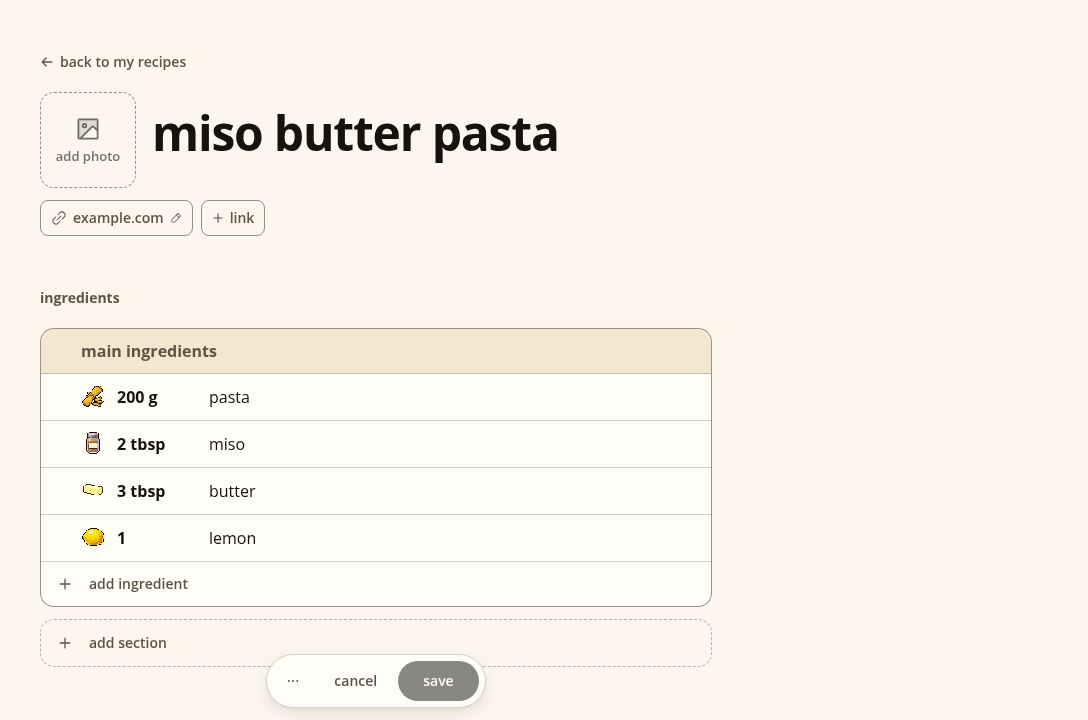 back to my recipes
add photo
miso butter pasta
example.com
link
ingredients
main ingredients
200 g pasta
2 tbsp miso
3 tbsp butter
1 lemon
add ingredient
add section
... cancel save